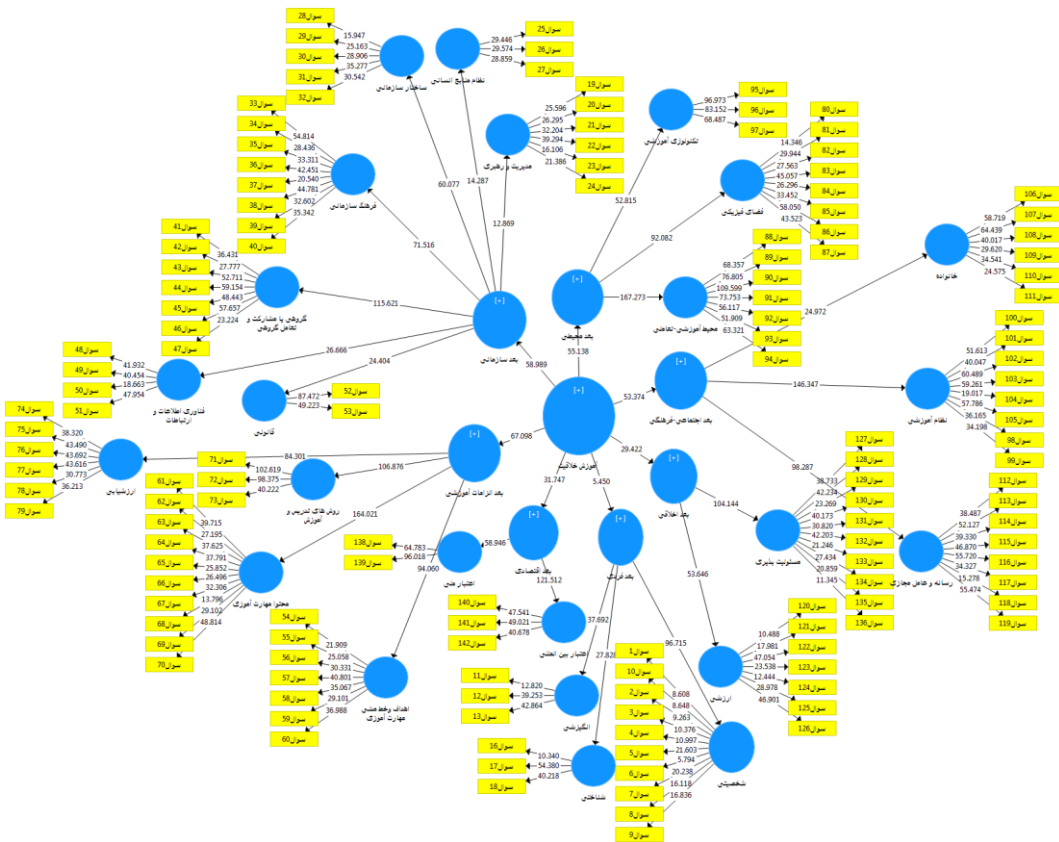 سوال28
سوال29
سوال30
سوال31
سوال32
15.947
25.163
28.906
35.277
30.542
ساختار سازمانی
سوال25
سوال26
سوال27
29.446
29.574
28.859
نظام منابع انسانی
سوال19
سوال20
سوال21
سوال22
سوال23
سوال24
25.596
26.295
32.204
39.294
16.106
21.386
مدیریت و رهبری
سوال95
سوال96
سوال97
96.973
83.152
68.487
تکنولوژی آموزشی
سوال80
سوال81
سوال82
سوال83
سوال84
سوال85
سوال86
سوال87
14.346
29.944
27.563
45.057
26.296
33.452
58.050
43.523
فضای فیزیکی
سوال33
سوال34
سوال35
سوال36
سوال37
سوال38
سوال39
سوال40
54.814
28.436
33.311
42.451
20.540
44.781
32.602
35.342
فرهنگ سازمانی
سوال106
سوال107
سوال108
سوال109
سوال110
سوال111
58.719
64.439
40.017
29.620
34.541
24.575
خانواده
سوال41
سوال42
سوال43
سوال44
سوال45
سوال46
سوال47
36.431
27.777
52.711
59.154
48.443
57.657
23.224
گروهی یا مشارکت و
تعامل گروهی
سوال88
سوال89
سوال90
سوال91
سوال92
سوال93
سوال94
68.357
76.805
109.599
73.753
56.117
51.909
63.321
محیط آموزشی-تعاملی
60.077
14.287
12.869
71.516
115.621
26.666
24.404
[+]
بعد سازمانی
52.815
92.082
167.273
[+]
بعد محیطی
55.138
58.989
24.972
146.347
98.287
[+]
بعد اجتماعی-فرهنگی
53.374
سوال48
سوال49
سوال50
سوال51
41.932
40.454
18.663
47.954
فناوری اطلاعات و
ارتباطات
سوال52
سوال53
87.472
49.223
قانونی
سوال100
سوال101
سوال102
سوال103
سوال104
سوال105
سوال98
سوال99
51.613
40.047
60.489
59.261
19.017
57.786
36.165
34.198
نظام آموزشی
[+]
آموزش خلاقیت
67.098
31.747
5.450
29.422
سوال74
سوال75
سوال76
سوال77
سوال78
سوال79
38.320
43.490
43.692
43.616
30.773
36.213
ارزشیابی
84.301
106.876
164.021
94.060
[+]
بعد الزامات آموزشی
سوال71
سوال72
سوال73
102.619
98.375
40.222
روش های تدریس و
آموزش
سوال61
سوال62
سوال63
سوال64
سوال65
سوال66
سوال67
سوال68
سوال69
سوال70
39.715
27.195
37.625
37.791
25.852
26.496
32.306
13.796
29.102
48.814
محتوا مهارت آموزی
سوال54
سوال55
سوال56
سوال57
سوال58
سوال59
سوال60
21.909
25.058
30.331
40.801
35.067
29.101
36.988
اهداف وخط مشی
مهارت آموزی
[+]
بعد اقتصادی
58.946
121.512
سوال138
سوال139
64.783
96.018
اعتبار ملی
سوال140
سوال141
سوال142
47.541
49.021
40.678
اعتبار بین المللی
[+]
بعد فردی
37.692
27.828
96.715
سوال11
سوال12
سوال13
12.820
39.253
42.864
انگیزشی
سوال16
سوال17
سوال18
10.340
54.380
40.218
شناختی
سوال1
سوال10
سوال2
سوال3
سوال4
سوال5
سوال6
سوال7
سوال8
سوال9
8.608
8.648
9.263
10.376
10.997
21.603
5.794
20.238
16.118
16.836
شخصیتی
[+]
بعد اخلاقی
104.144
53.646
سوال127
سوال128
سوال129
سوال130
سوال131
سوال132
سوال133
سوال134
سوال135
سوال136
38.733
42.234
23.269
40.173
30.820
42.203
21.246
27.434
20.859
11.345
مسئولیت پذیری
سوال112
سوال113
سوال114
سوال115
سوال116
سوال117
سوال118
سوال119
38.487
52.127
39.330
46.870
55.720
34.327
15.278
55.474
رسانه و عامل مجازی
سوال120
سوال121
سوال122
سوال123
سوال124
سوال125
سوال126
10.488
17.981
47.054
23.538
12.444
28.978
46.901
ارزشی